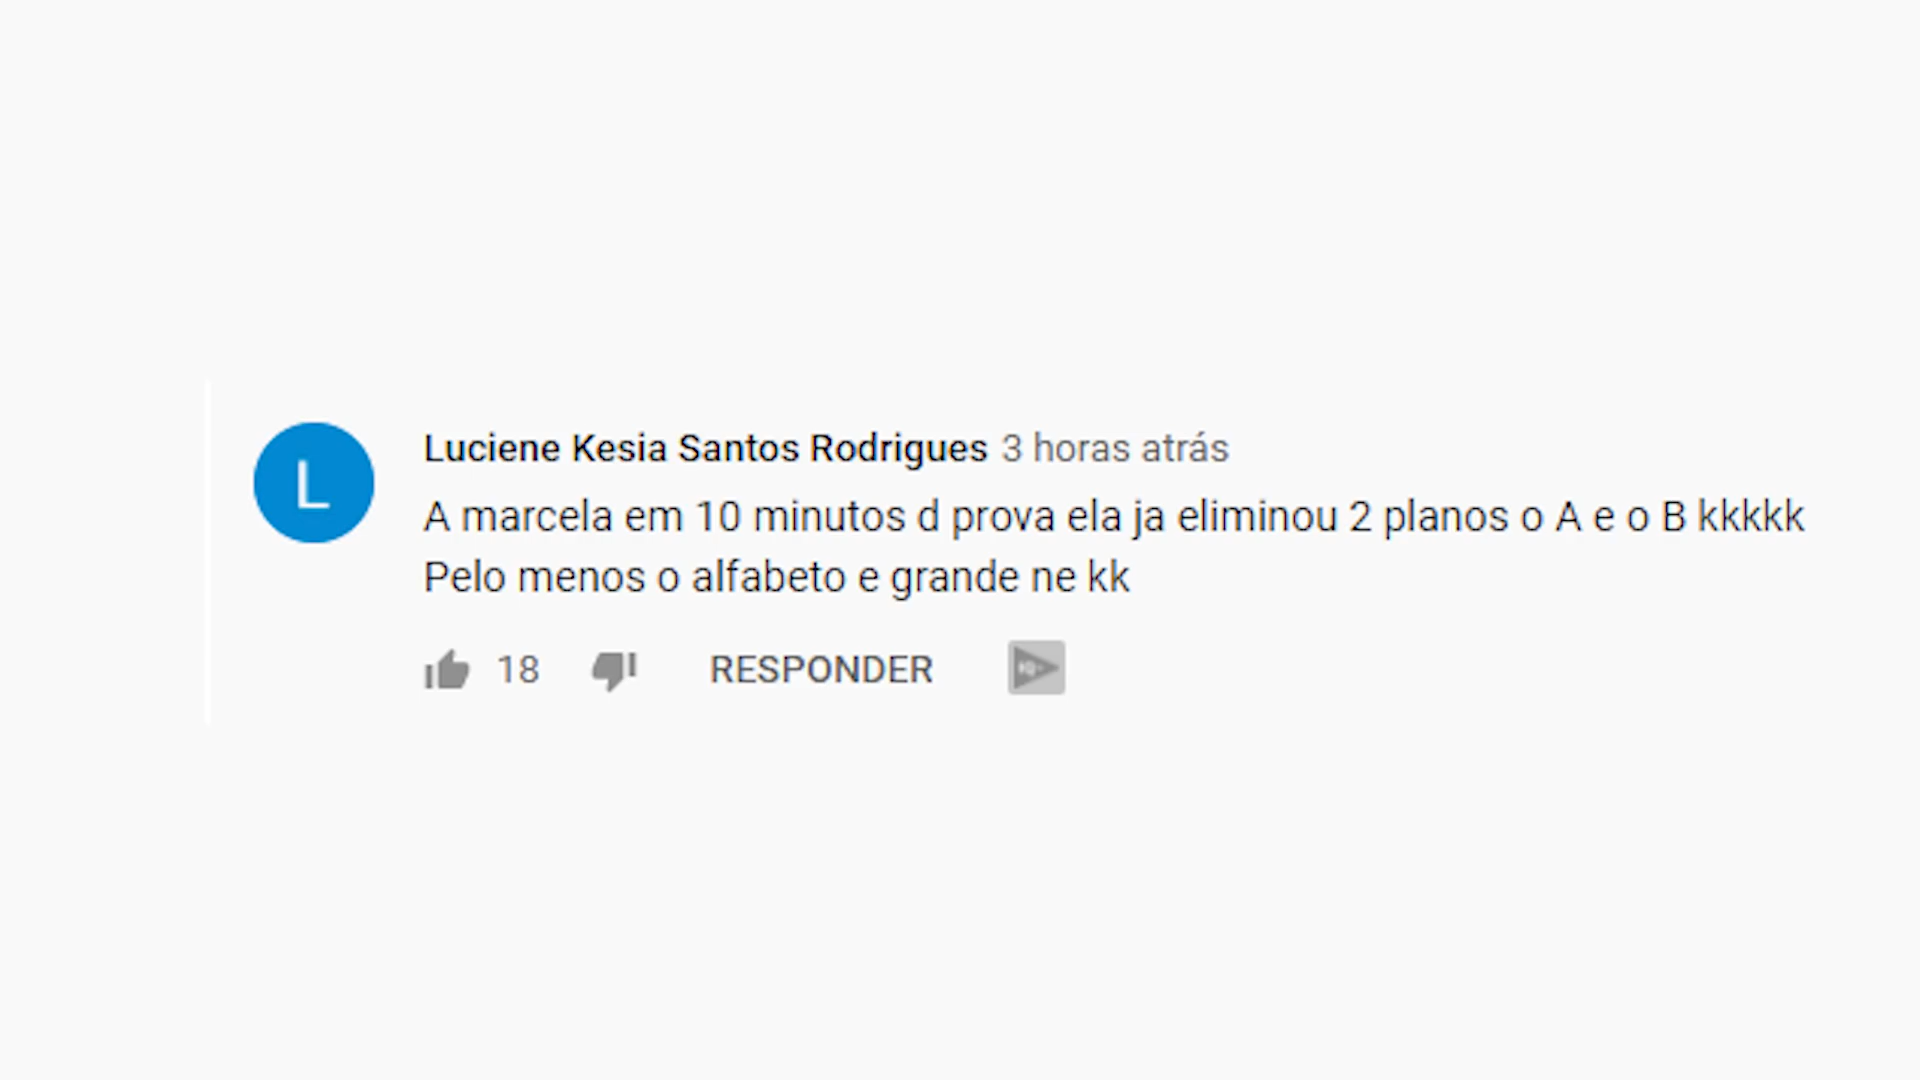 L
Luciene Kesia Santos Rodrigues 3 horas atrás
A marcela em 10 minutos d prova ela ja eliminou 2 planos o A e o B kkkkk
Pelo menos o alfabeto e grande ne kk
18 RESPONDER